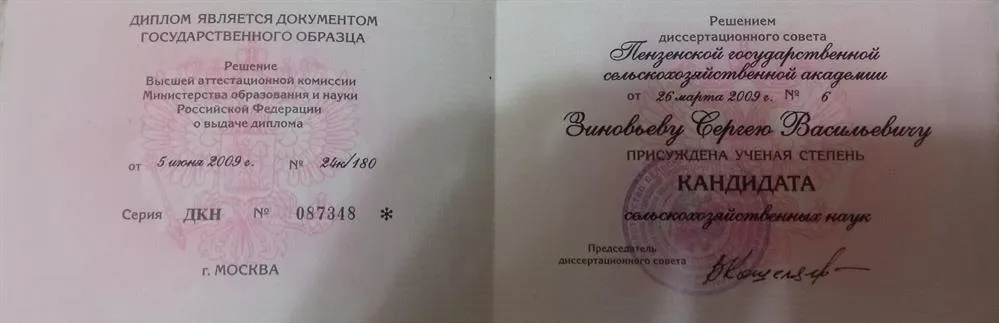 ДИПЛОМ ЯВЛЯЕТСЯ ДОКУМЕНТОМ
ГОСУДАРСТВЕННОГО ОБРАЗЦА
Решение
Высшей аттестационной комиссии
Министерства образования и науки
Российской Федерации
о выдаче диплома
от 5 июня 2009 г. № 24к/180
Серия ДКН № 087348 *
г. МОСКВА
Решением
диссертационного совета
Пензенской государственной
сельскохозяйственной академии
от 26 марта 2009 г. № 6
Зиновьеву Сергею Васильевичу
ПРИСУЖДЕНА УЧЕНАЯ СТЕПЕНЬ
КАНДИДАТА
сельскохозяйственных наук
Председатель
диссертационного совета